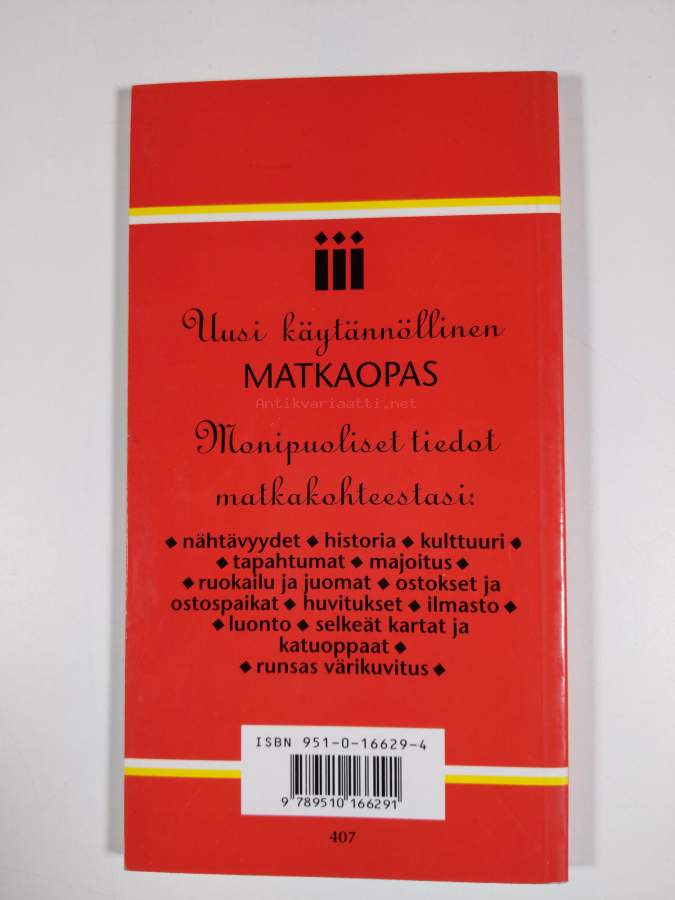 iii
Uusi käytännöllinen
MATKAOPAS
Antikvariaatti.net
Monipuoliset tiedot
matkakohteestasi:
◆ nähtävyydet ◆ historia ◆ kulttuuri ◆
◆ tapahtumat ◆ majoitus ◆
◆ ruokailu ja juomat ◆ ostokset ja
ostospaikat ◆ huvitukset ◆ ilmasto ◆
◆ luonto ◆ selkeät kartat ja
katuoppaat ◆
◆ runsas värikuvitus ◆
ISBN 951-0-16629-4
9 789510 166291
407